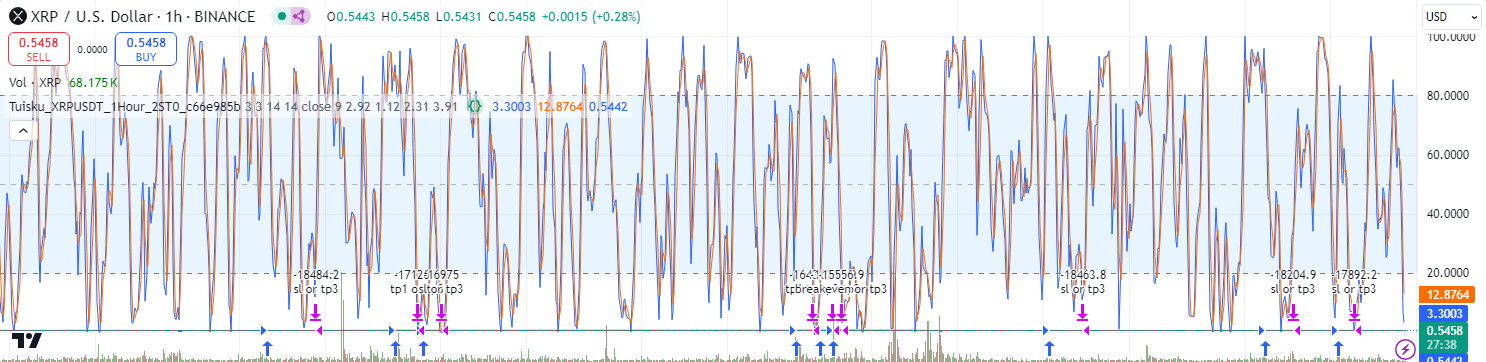 XRP / U.S. Dollar · 1h · BINANCE O0.5443 H0.5458 L0.5431 C0.5458 +0.0015 (+0.28%)
USD
0.5458 SELL
0.0000
0.5458 BUY
100.0000
Vol · XRP 68.175 K
80.0000
Tuisku_XRPUSDT_1Hour_2ST0_c66e985b 3 3 14 14 close 9 2.92 1.12 2.31 3.91 {} 3.3003 12.8764 0.5442
60.0000
40.0000
20.0000
-18484.2
sl or tp3
16975
or tp3
-18463.8
sl or tp3
-18204.9
sl or tp3
-17892.2
sl or tp3
12.8764
3.3003
0.5458
27:38
0.5442